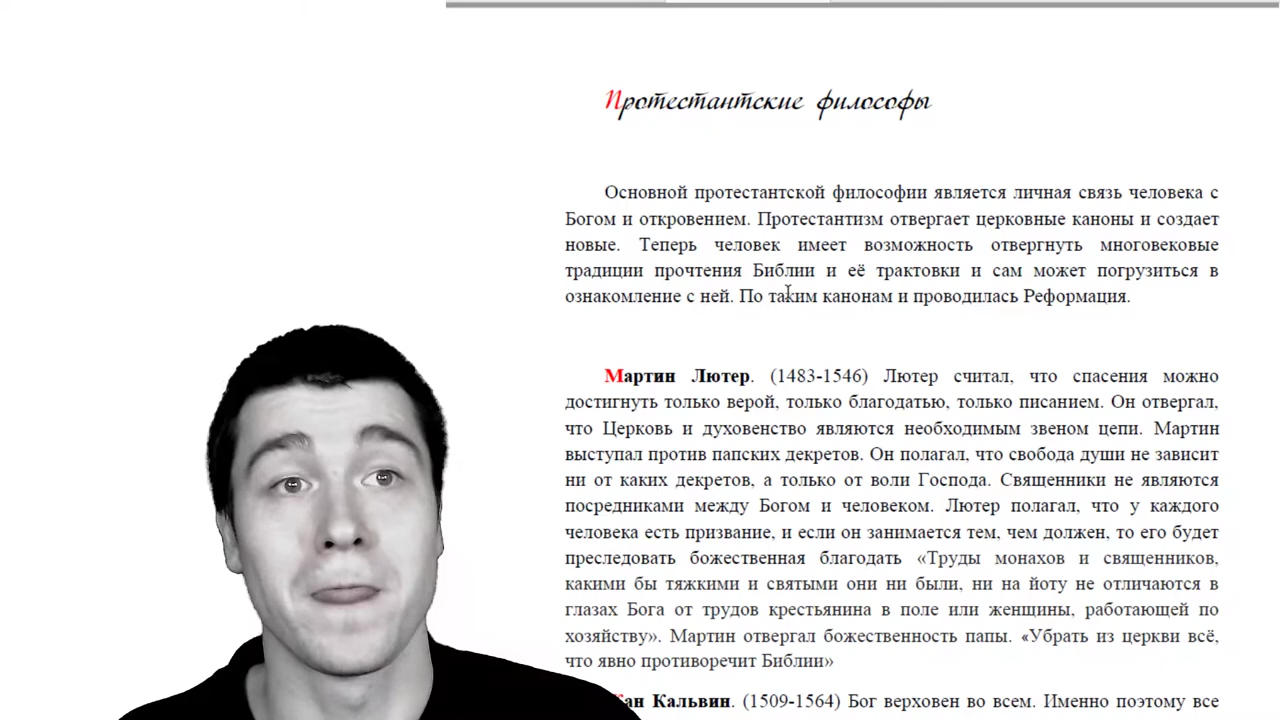 Протестантские философы
Основной протестантской философии является личная связь человека с
Богом и откровением. Протестантизм отвергает церковные каноны и создает
новые. Теперь человек имеет возможность отвергнуть многовековые
традиции прочтения Библии и её трактовки и сам может погрузиться в
ознакомление с ней. По таким канонам и проводилась Реформация.
Мартин Лютер. (1483-1546) Лютер считал, что спасения можно
достигнуть только верой, только благодатью, только писанием. Он отвергал,
что Церковь и духовенство являются необходимым звеном цепи. Мартин
выступал против папских декретов. Он полагал, что свобода души не зависит
ни от каких декретов, а только от воли Господа. Священники не являются
посредниками между Богом и человеком. Лютер полагал, что у каждого
человека есть призвание, и если он занимается тем, чем должен, то его будет
преследовать божественная благодать «Труды монахов и священников,
какими бы тяжкими и святыми они ни были, ни на йоту не отличаются в
глазах Бога от трудов крестьянина в поле или женщины, работающей по
хозяйству». Мартин отвергал божественность папы. «Убрать из церкви всё,
что явно противоречит Библии»
Кальвин. (1509-1564) Бог верховен во всем. Именно поэтому все